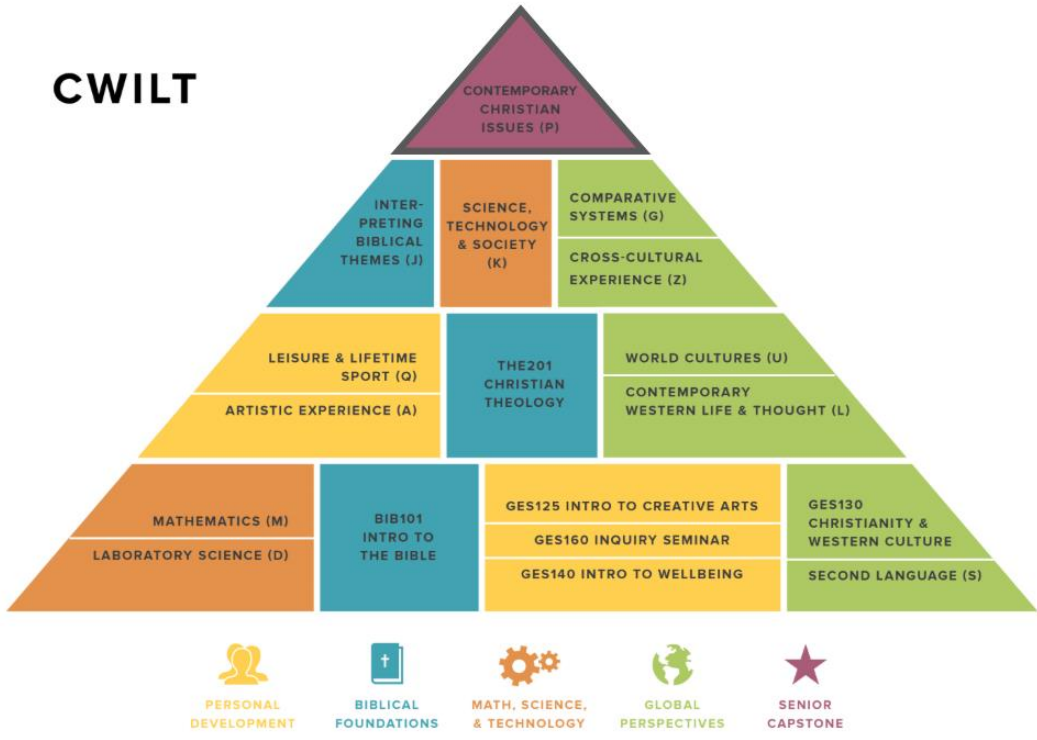 CWILT
CONTEMPORARY
CHRISTIAN
ISSUES (P)
INTER-
PRETING
BIBLICAL
THEMES (J)
SCIENCE,
TECHNOLOGY
& SOCIETY
(K)
COMPARATIVE
SYSTEMS (G)
CROSS-CULTURAL
EXPERIENCE (Z)
LEISURE & LIFETIME
SPORT (Q)
ARTISTIC EXPERIENCE (A)
THE201
CHRISTIAN
THEOLOGY
WORLD CULTURES (U)
CONTEMPORARY
WESTERN LIFE & THOUGHT (L)
MATHEMATICS (M)
LABORATORY SCIENCE (D)
BIB101
INTRO TO
THE BIBLE
GES125 INTRO TO CREATIVE ARTS
GES160 INQUIRY SEMINAR
GES140 INTRO TO WELLBEING
GES130
CHRISTIANITY &
WESTERN CULTURE
SECOND LANGUAGE (S)
PERSONAL
DEVELOPMENT
BIBLICAL
FOUNDATIONS
MATH, SCIENCE,
& TECHNOLOGY
GLOBAL
PERSPECTIVES
SENIOR
CAPSTONE